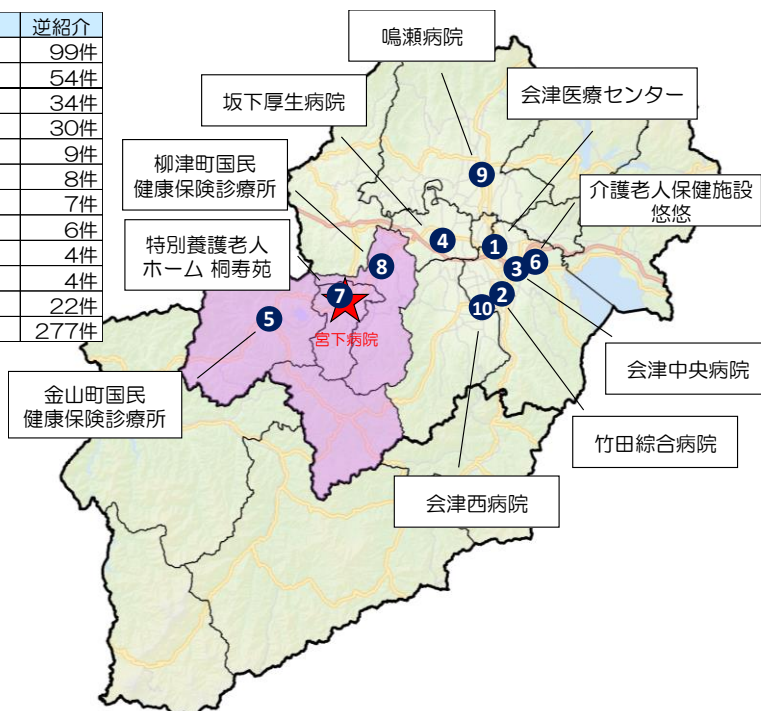 逆紹介
99件
54件
34件
30件
9件
8件
7件
6件
4件
4件
22件
277件
鳴瀬病院
坂下厚生病院
会津医療センター
柳津町国民
健康保険診療所
介護老人保健施設
悠悠
特別養護老人
ホーム 桐寿苑
9
4
1
6
3
8
2
7
10
5
宮下病院
会津中央病院
金山町国民
健康保険診療所
竹田綜合病院
会津西病院